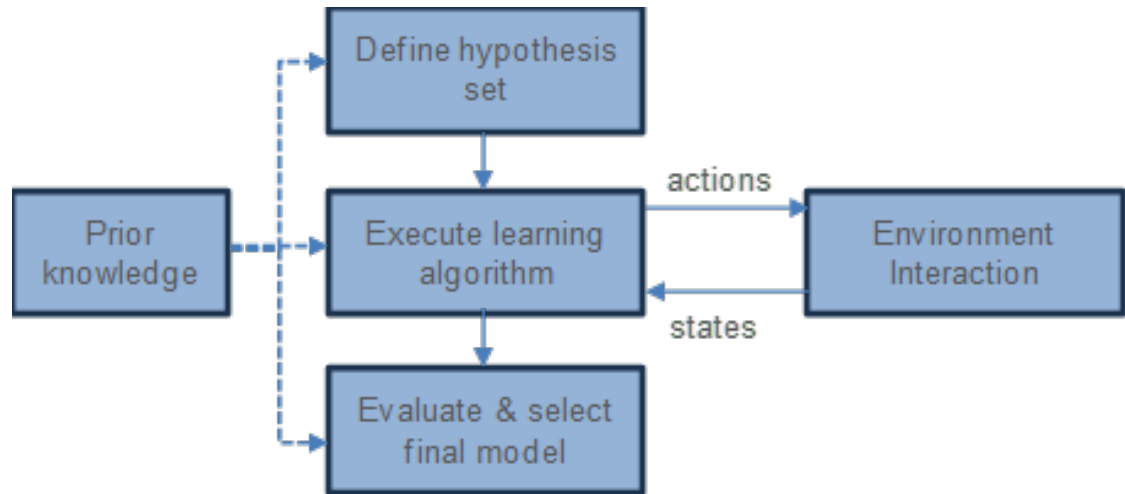 Define hypothesis
set
actions
Prior
knowledge
Execute learning
algorithm
Environment
Interaction
states
Evaluate & select
final model